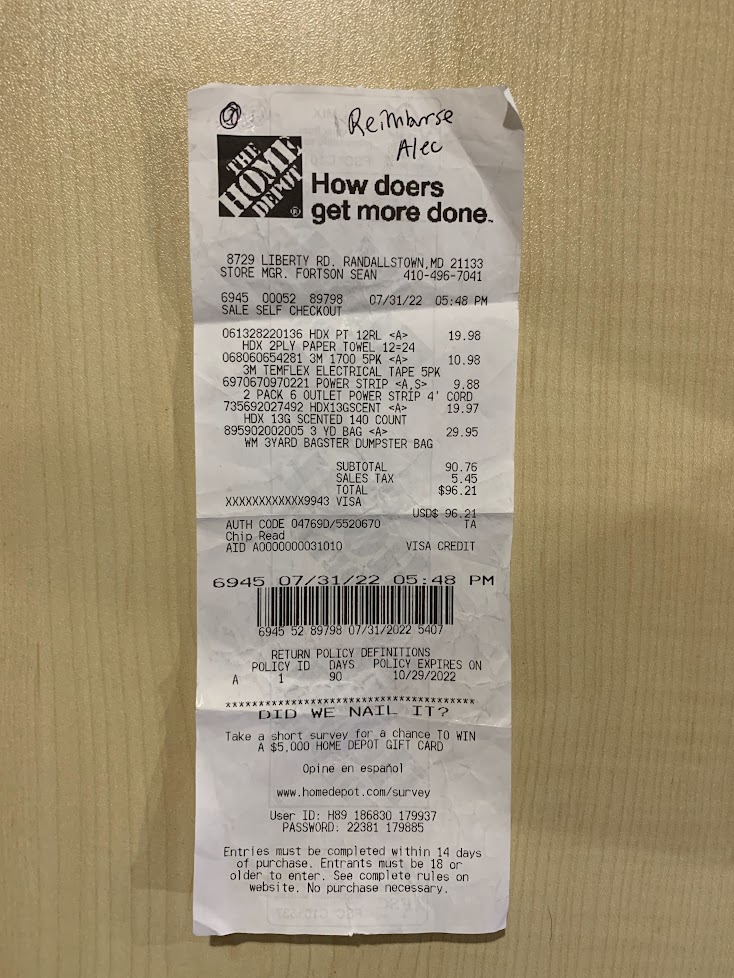 Reimburse
Alec
THE
HOME
DEPOT
How doers
get more done.
8729 LIBERTY RD. RANDALLSTOWN,MD 21133
STORE MGR. FORTSON SEAN 410-496-7041
6945 00052 89798 07/31/22 05:48 PM
SALE SELF CHECKOUT
061328220136 HDX PT 12RL <A> 19.98
HDX 2PLY PAPER TOWEL 12=24
068060654281 3M 1700 5PK <A> 10.98
3M TEMFLEX ELECTRICAL TAPE 5PK
6970670970221 POWER STRIP <A,S> 9.88
2 PACK 6 OUTLET POWER STRIP 4' CORD
735692027492 HDX13GSCENT <A> 19.97
HDX 13G SCENTED 140 COUNT
895902002005 3 YD BAG <A> 29.95
WM 3YARD BAGSTER DUMPSTER BAG
SUBTOTAL 90.76
SALES TAX 5.45
TOTAL $96.21
XXXXXXXXXXXX9943 VISA
USD$ 96.21
AUTH CODE 04769D/5520670 TA
Chip Read
AID A0000000031010 VISA CREDIT
6945 07/31/22 05:48 PM
6945 52 89798 07/31/2022 5407
RETURN POLICY DEFINITIONS
POLICY ID DAYS POLICY EXPIRES ON
A 1 90 10/29/2022
************************************************
DID WE NAIL IT?
Take a short survey for a chance TO WIN
A $5,000 HOME DEPOT GIFT CARD
Opine en español
www.homedepot.com/survey
User ID: H89 186830 179937
PASSWORD: 22381 179885
Entries must be completed within 14 days
of purchase. Entrants must be 18 or
older to enter. See complete rules on
website. No purchase necessary.